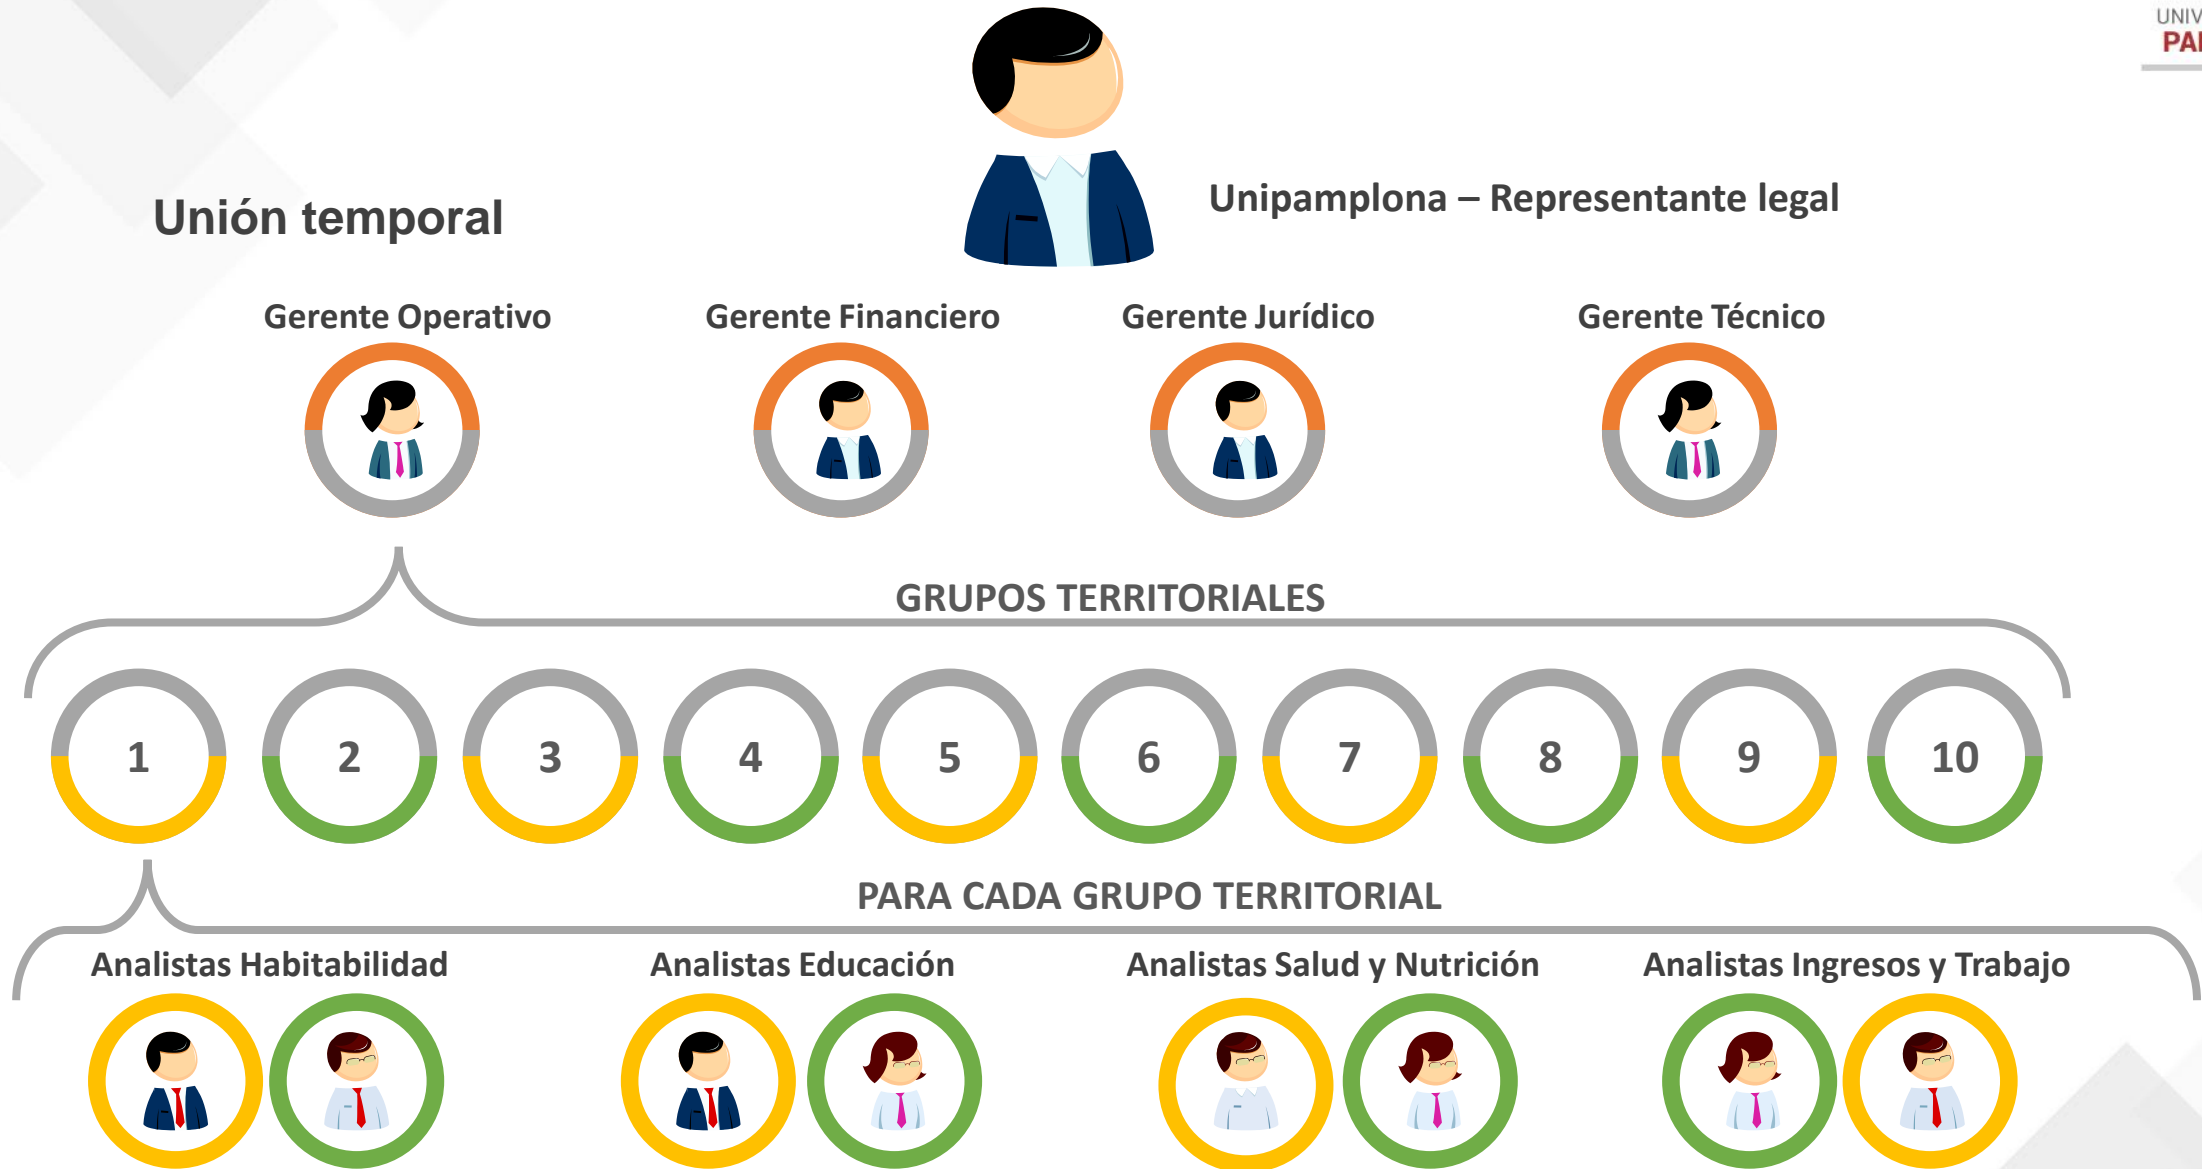 Unión temporal
Unipamplona – Representante legal
Gerente Operativo
Gerente Financiero
Gerente Jurídico
Gerente Técnico
GRUPOS TERRITORIALES
1
2
3
4
5
6
7
8
9
10
PARA CADA GRUPO TERRITORIAL
Analistas Habitabilidad
Analistas Educación
Analistas Salud y Nutrición
Analistas Ingresos y Trabajo